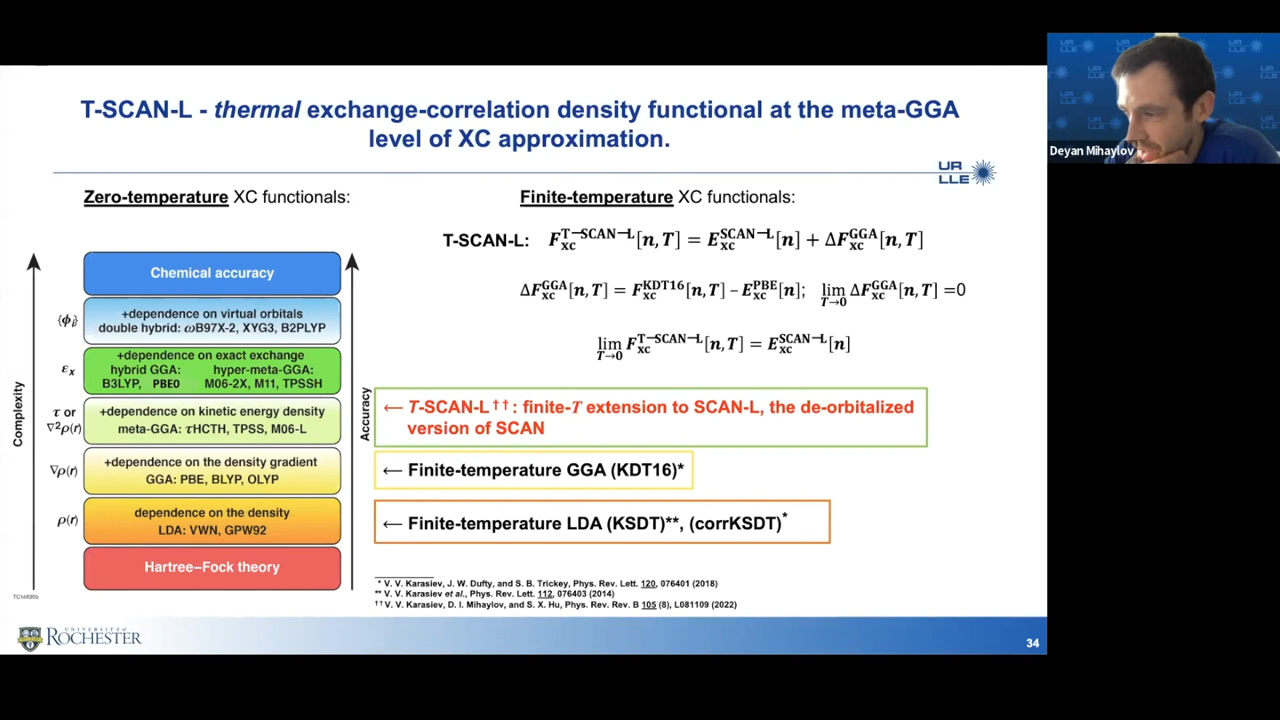 T-SCAN-L - thermal exchange-correlation density functional at the meta-GGA
level of XC approximation.
UR
LLE
Deyan Mihaylov
Zero-temperature XC functionals:
Complexity
Accuracy
Chemical accuracy
{ϕᵢ}
+dependence on virtual orbitals
double hybrid: ωB97X-2, XYG3, B2PLYP
εₓ
+dependence on exact exchange
hybrid GGA: hyper-meta-GGA:
B3LYP, PBE0 M06-2X, M11, TPSSH
τ or
∇²ρ(r)
+dependence on kinetic energy density
meta-GGA: τHCTH, TPSS, M06-L
∇ρ(r)
+dependence on the density gradient
GGA: PBE, BLYP, OLYP
ρ(r)
dependence on the density
LDA: VWN, GPW92
Hartree–Fock theory
TC14630b
Finite-temperature XC functionals:
T-SCAN-L: F_xc^T−SCAN−L[n, T] = E_xc^SCAN−L[n] + ΔF_xc^GGA[n, T]
ΔF_xc^GGA[n, T] = F_xc^KDT16[n, T] – E_xc^PBE[n]; lim_T→0 ΔF_xc^GGA[n, T] =0
lim_T→0 F_xc^T−SCAN−L[n, T] = E_xc^SCAN−L[n]
← T-SCAN-L††: finite-T extension to SCAN-L, the de-orbitalized
version of SCAN
← Finite-temperature GGA (KDT16)*
← Finite-temperature LDA (KSDT)**, (corrKSDT)*
* V. V. Karasiev, J. W. Dufty, and S. B. Trickey, Phys. Rev. Lett. 120, 076401 (2018)
** V. V. Karasiev et al., Phys. Rev. Lett. 112, 076403 (2014)
†† V. V. Karasiev, D. I. Mihaylov, and S. X. Hu, Phys. Rev. Rev. B 105 (8), L081109 (2022)
UNIVERSITY of
ROCHESTER
34